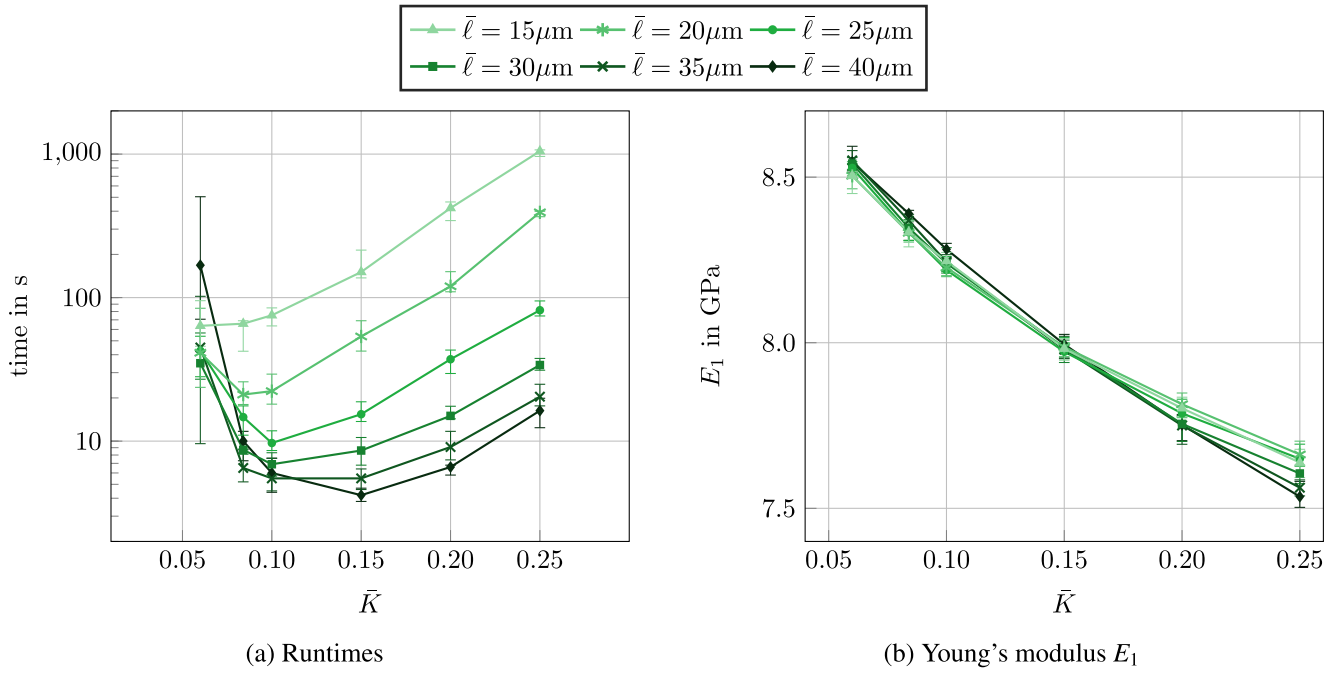 ℓ̄ = 15μm ℓ̄ = 20μm ℓ̄ = 25μm
ℓ̄ = 30μm ℓ̄ = 35μm ℓ̄ = 40μm
1,000
100
10
time in s
0.05 0.10 0.15 0.20 0.25
K̄
(a) Runtimes
8.5
8.0
7.5
E₁ in GPa
0.05 0.10 0.15 0.20 0.25
K̄
(b) Young's modulus E₁